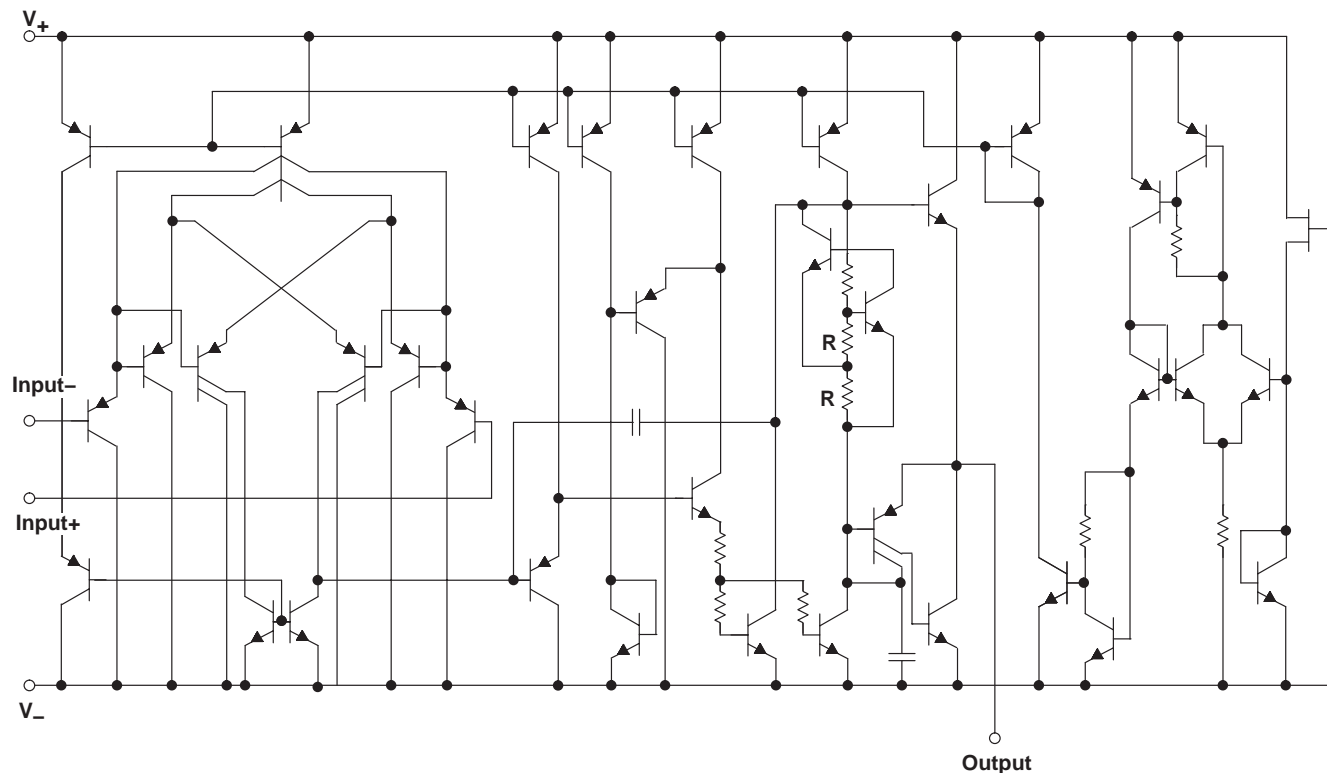 V+
Input–
R
R
Input+
V–
Output